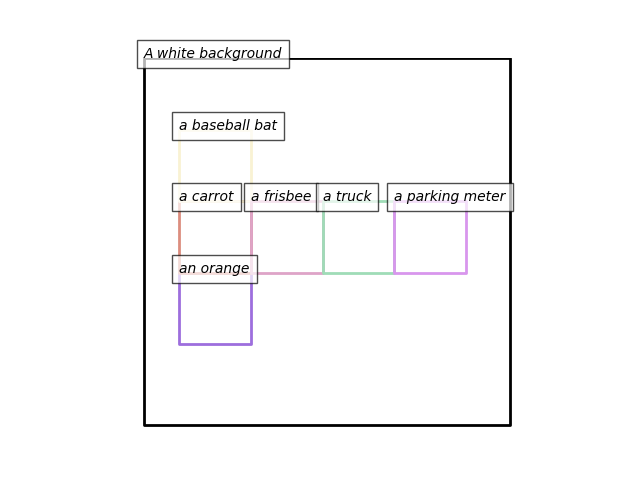 A white background
a baseball bat
a carrot
a frisbee
a truck
a parking meter
an orange